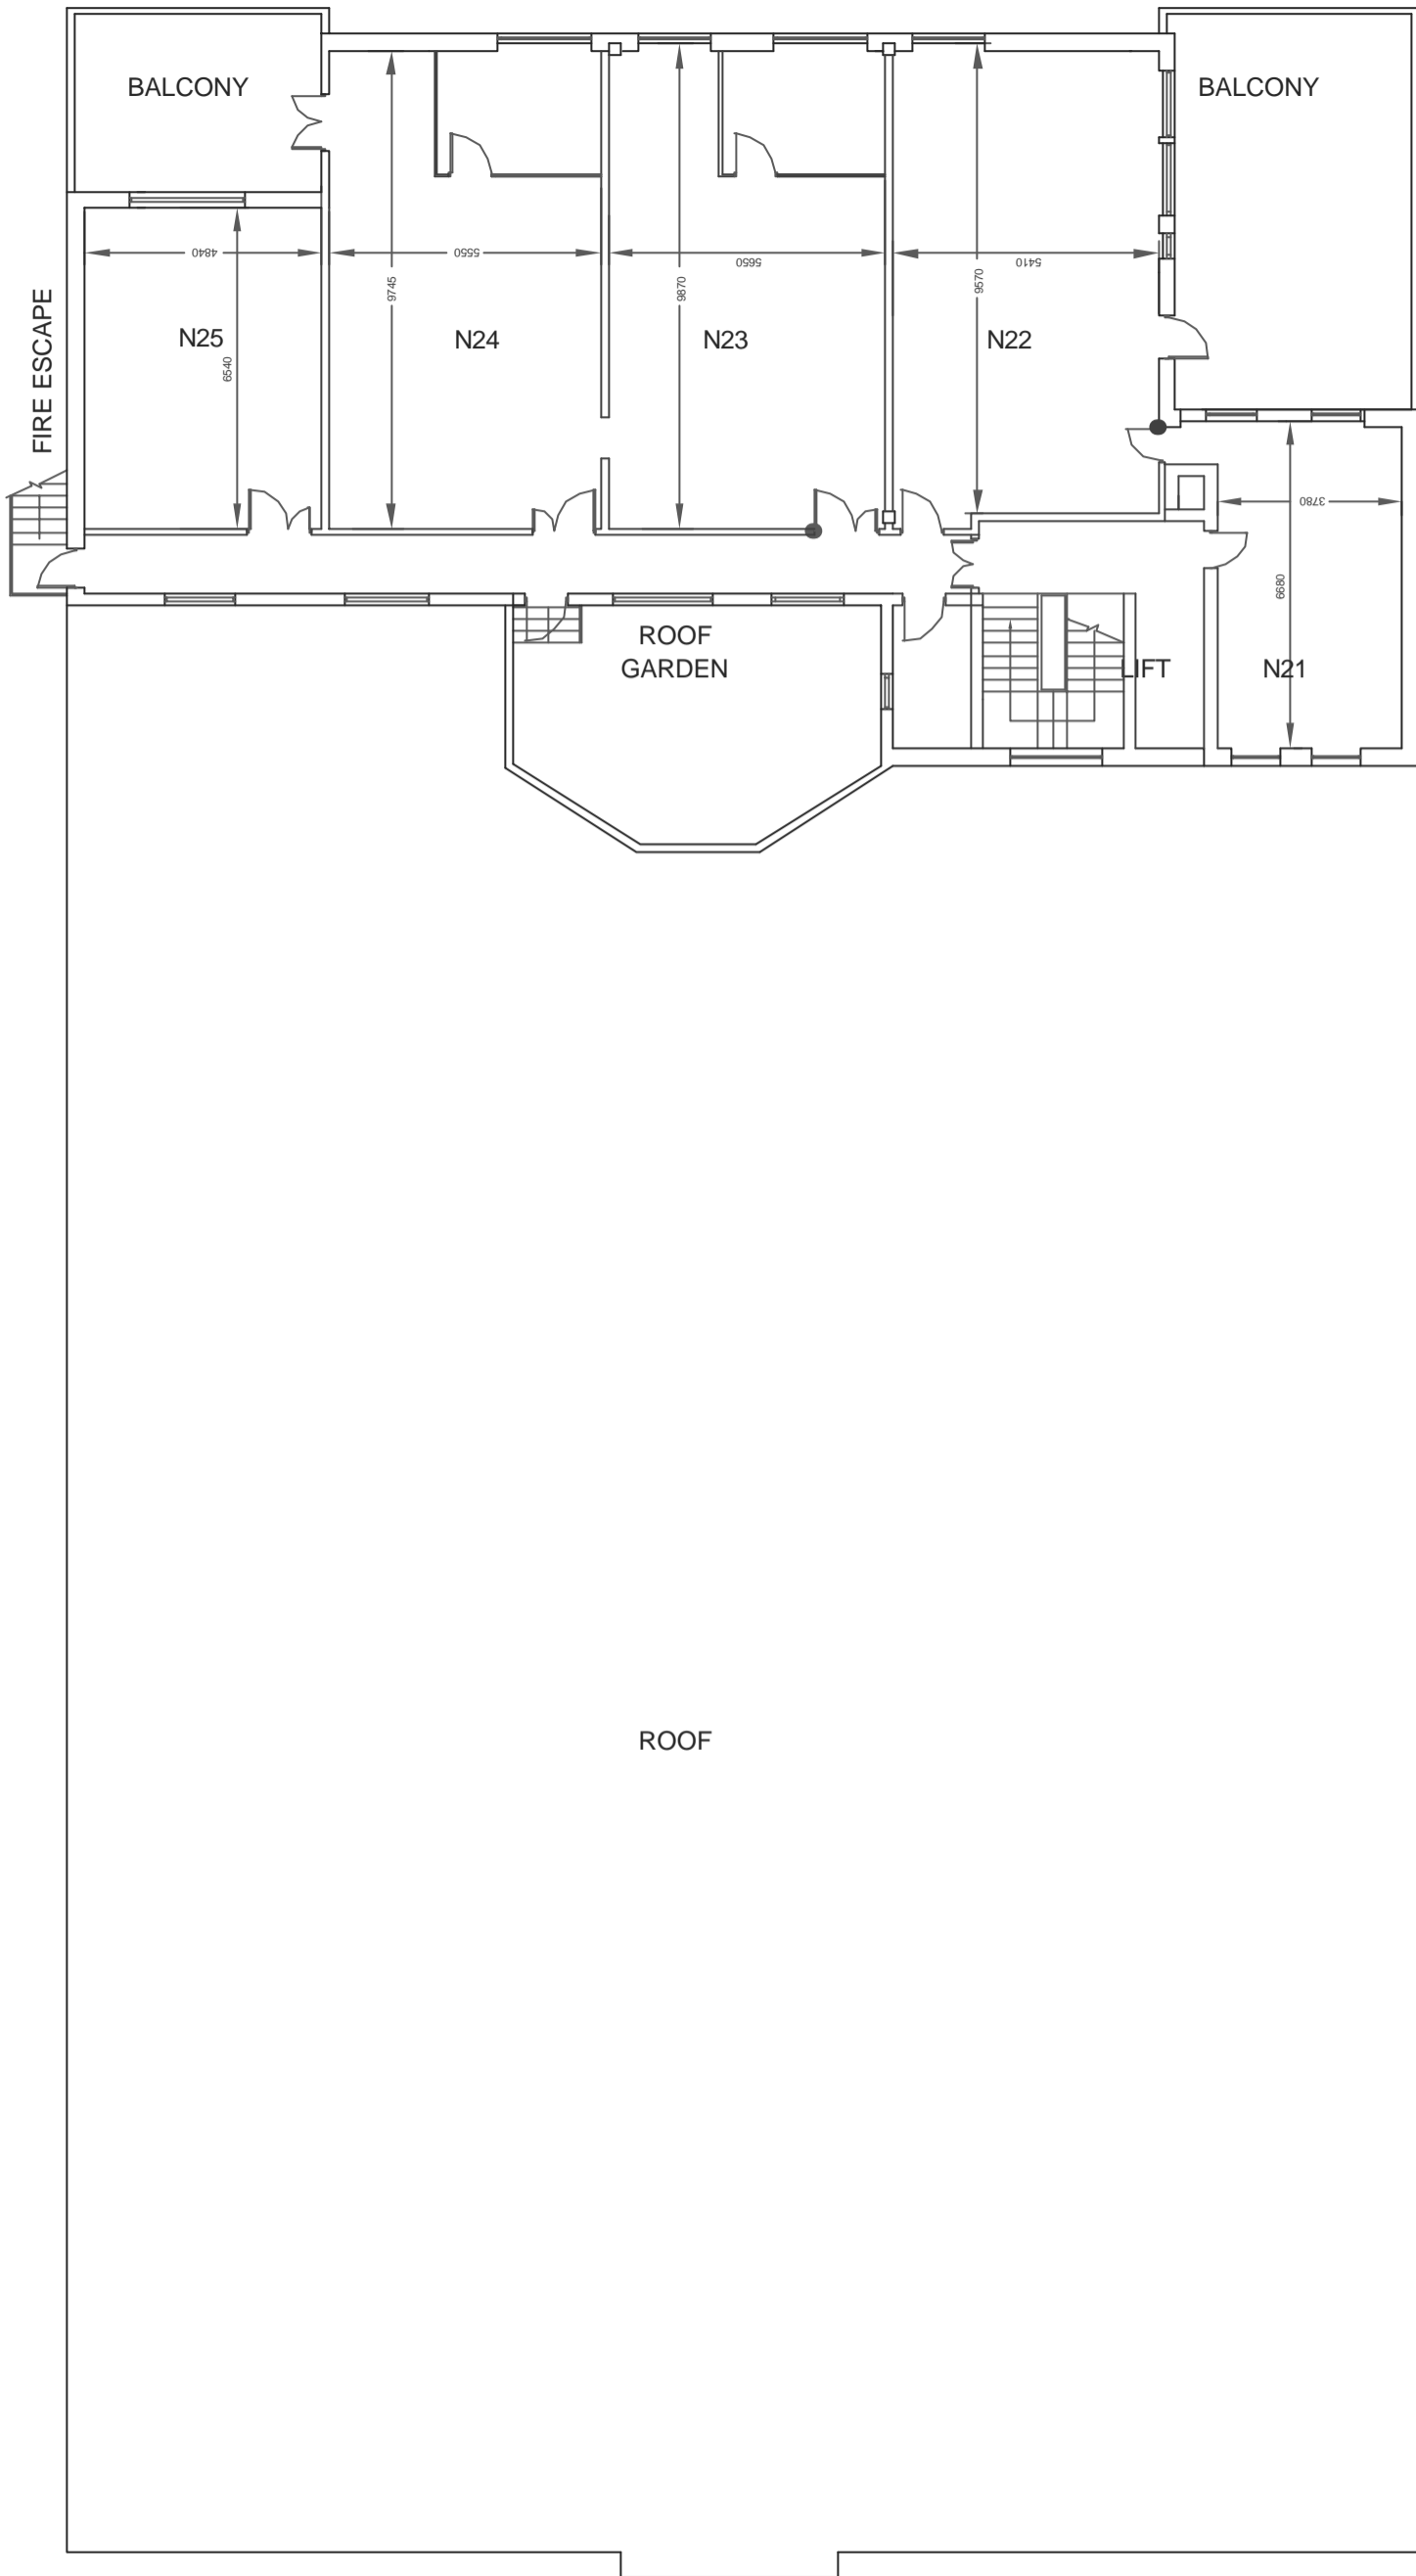 BALCONY
BALCONY
4840
5550
5650
5410
9745
9870
9570
FIRE ESCAPE
N25
N24
N23
N22
6540
3780
6680
ROOF
GARDEN
LIFT
N21
ROOF